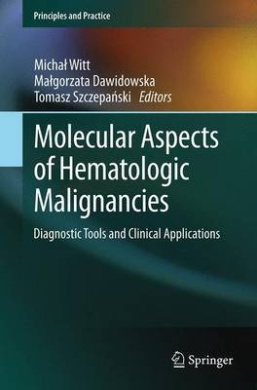 Principles and Practice
Michał Witt
Małgorzata Dawidowska
Tomasz Szczepański Editors
Molecular Aspects
of Hematologic
Malignancies
Diagnostic Tools and Clinical Applications
Springer